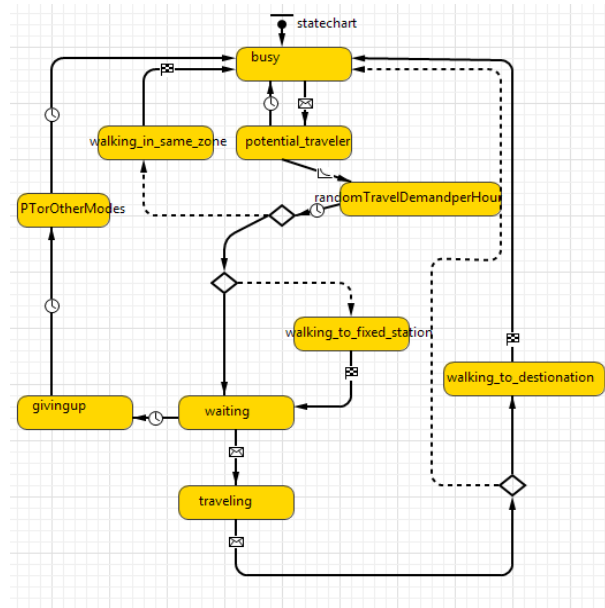 statechart
busy
walking_in_same_zone
potential_traveler
randomTravelDemandperHour
PTorOtherModes
walking_to_fixed_station
walking_to_destionation
givingup
waiting
traveling